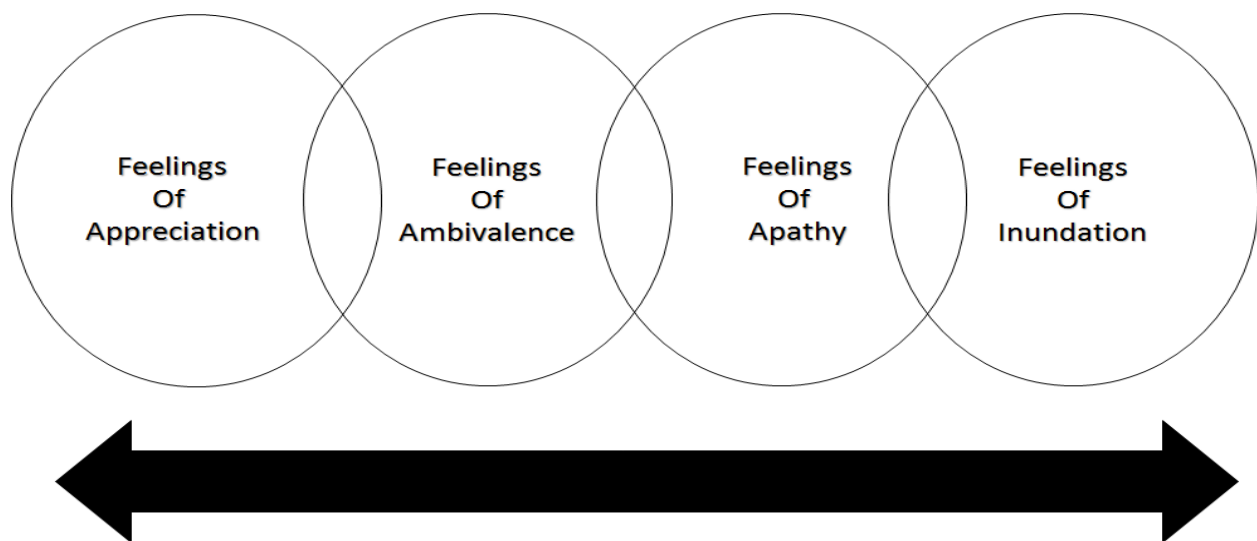 Feelings
Of
Appreciation
Feelings
Of
Ambivalence
Feelings
Of
Apathy
Feelings
Of
Inundation